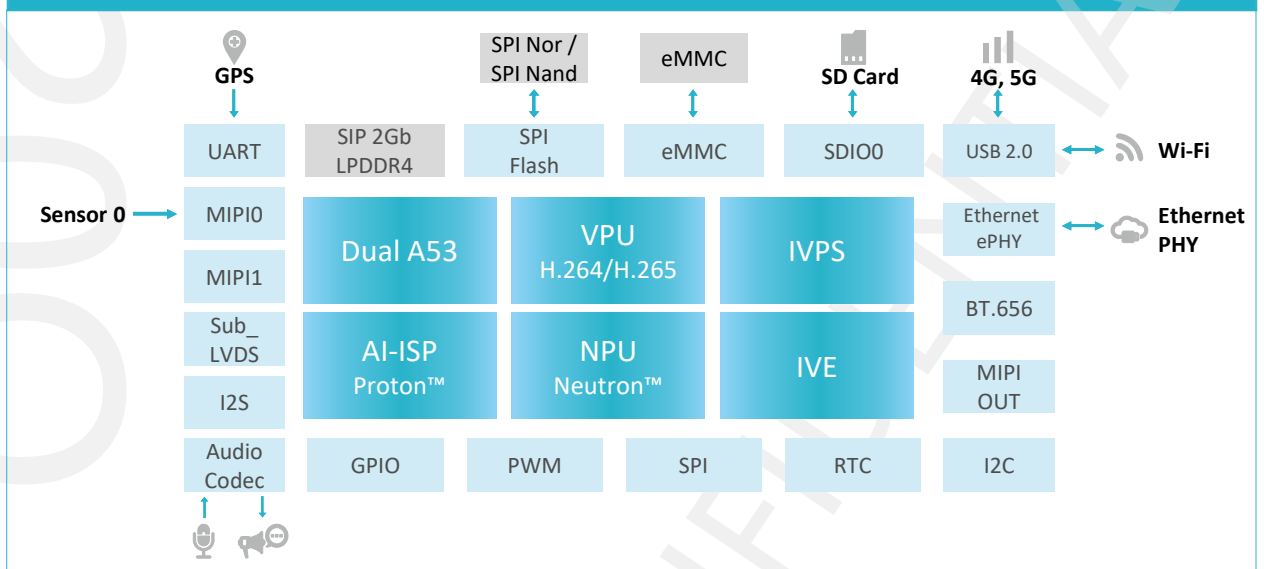 SPI Nor /
SPI Nand
eMMC
GPS
SD Card
4G, 5G
UART
SIP 2Gb
LPDDR4
SPI
Flash
eMMC
SDIO0
USB 2.0
Wi-Fi
Sensor 0
MIPI0
Dual A53
VPU
H.264/H.265
IVPS
Ethernet
ePHY
Ethernet
PHY
MIPI1
BT.656
Sub_
LVDS
AI-ISP
Proton™
NPU
Neutron™
IVE
MIPI
OUT
I2S
Audio
Codec
GPIO
PWM
SPI
RTC
I2C